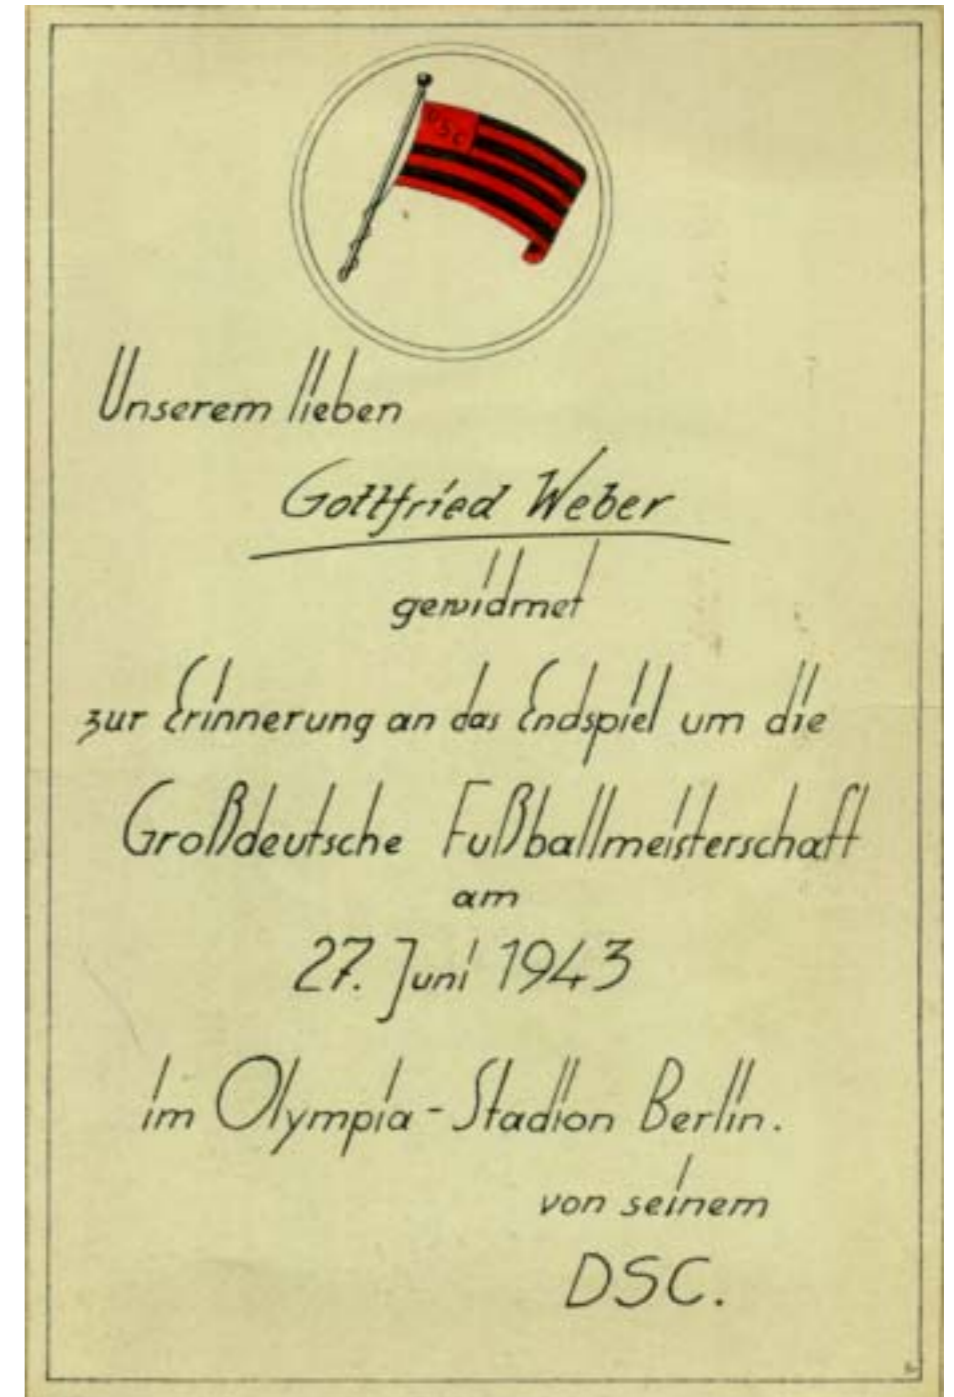 DSC
Unserem lieben
Gottfried Weber
gewidmet
zur Erinnerung an das Endspiel um die
Großdeutsche Fußballmeisterschaft
am
27. Juni 1943
im Olympia-Stadion Berlin.
von seinem
DSC.